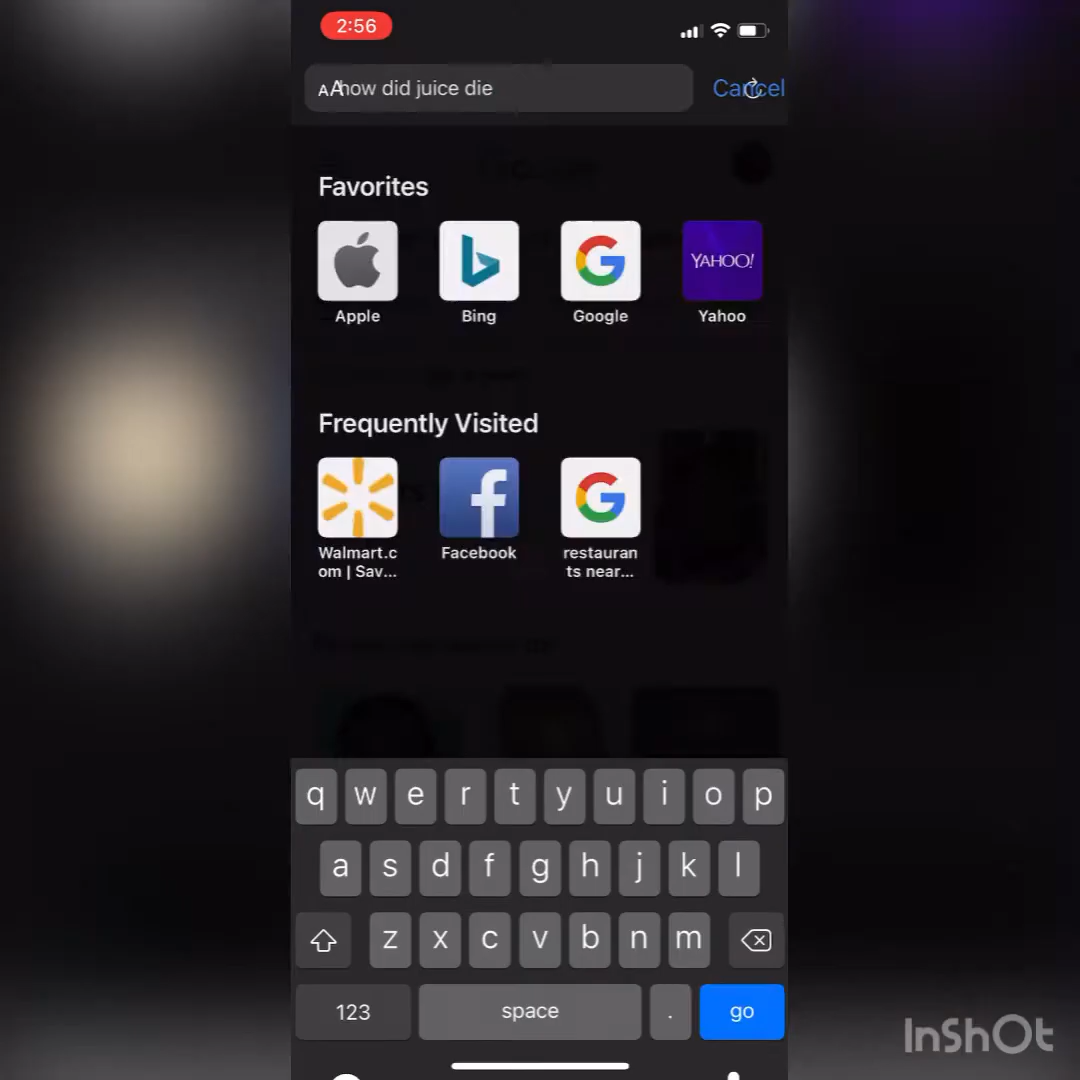 2:56
AA how did juice die
Cancel
Favorites
YAHOO!
Apple
Bing
Google
Yahoo
Frequently Visited
Walmart.c
om | Sav...
Facebook
restauran
ts near...
q w e r t y u i o p
a s d f g h j k l
z x c v b n m
123
space
.
go
InShOt